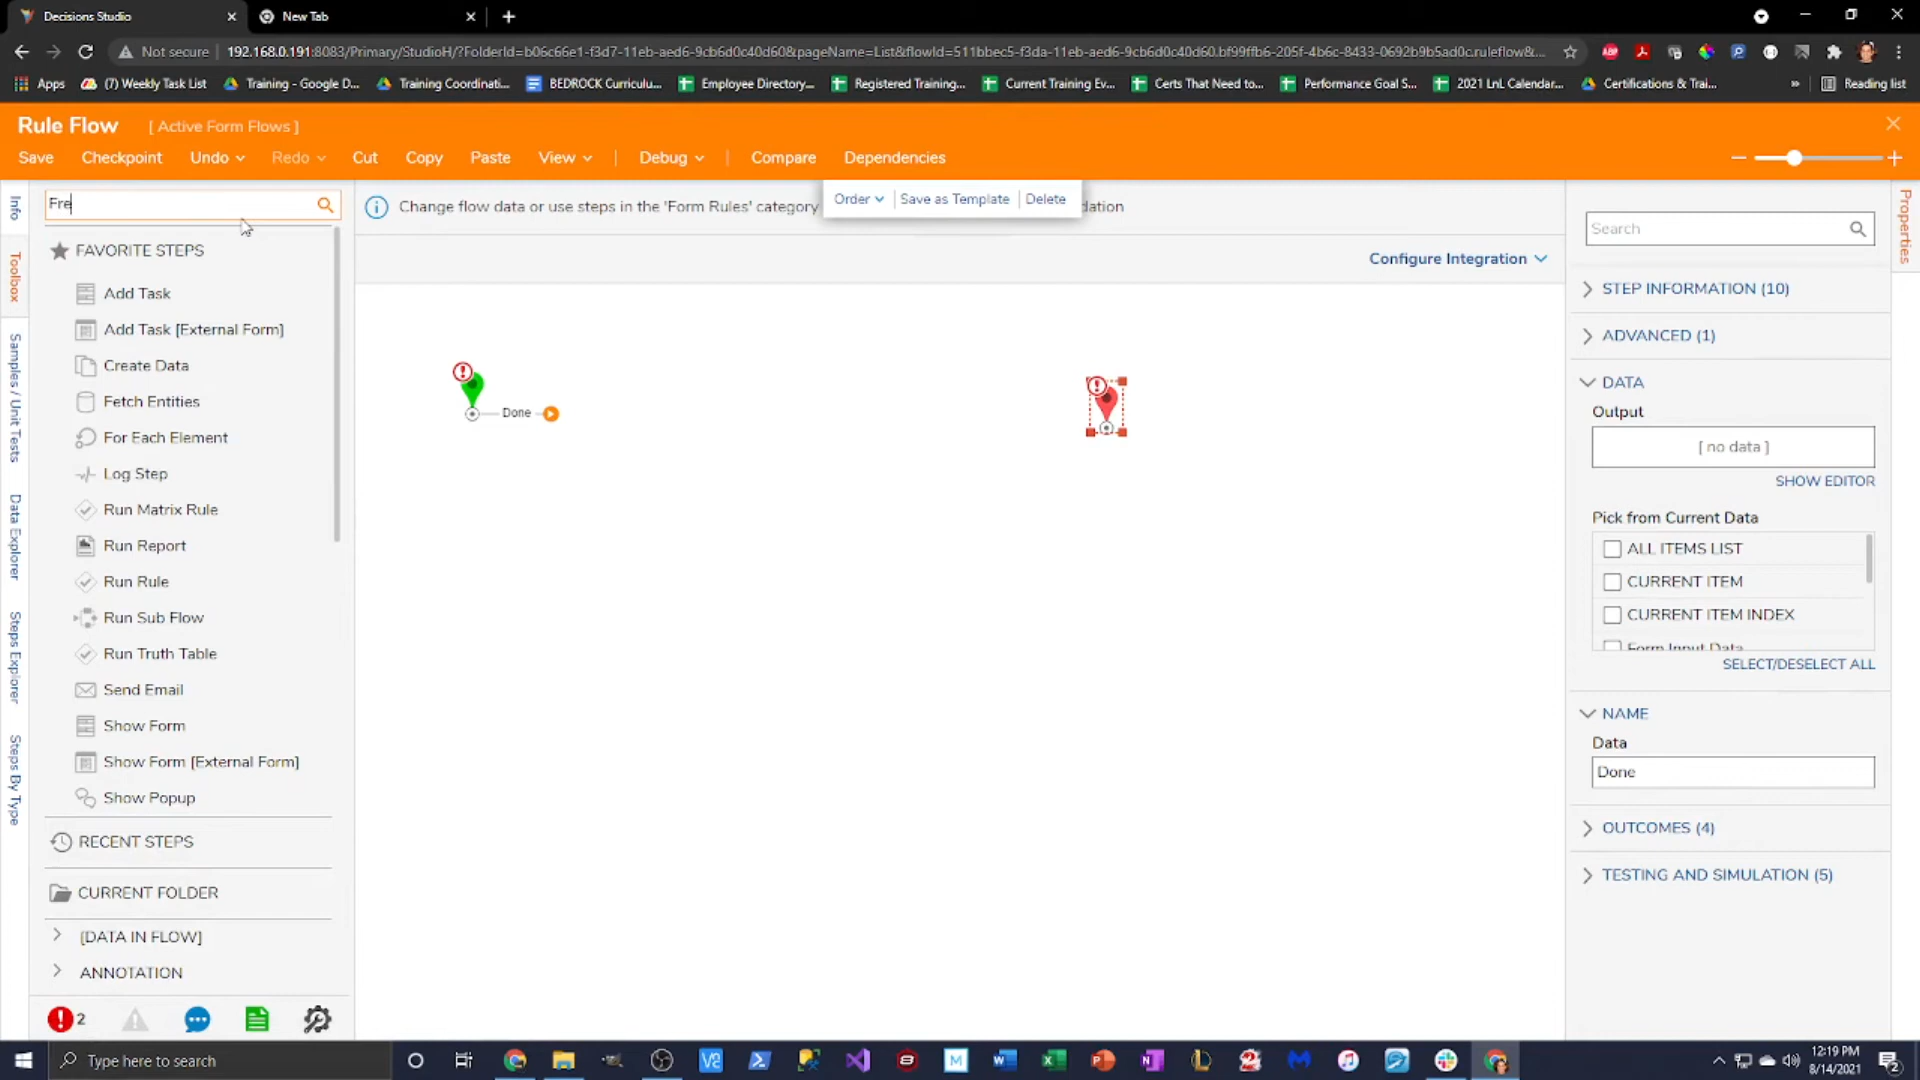 Decisions Studio
New Tab
Not secure
192.168.0.191:8083/Primary/StudioH/?FolderId=b06c66e1-f3d7-11eb-aed6-9cb6d0c40d60&pageName=List&flowId=511bbec5-f3da-11eb-aed6-9cb6d0c40d60.bf99ffb6-205f-4b6c-8433-0692b9b5ad0c.ruleflow&...
Apps
(7) Weekly Task List
Training - Google D...
Training Coordinati...
BEDROCK Curriculu...
Employee Directory...
Registered Training...
Current Training Ev...
Certs That Need to...
Performance Goal S...
2021 LnL Calendar...
Certifications & Trai...
»
Reading list
Rule Flow [ Active Form Flows ]
Save Checkpoint Undo Redo Cut Copy Paste View Debug Compare Dependencies
Info
Toolbox
Samples / Unit Tests
Data Explorer
Steps Explorer
Steps By Type
Fre
FAVORITE STEPS
Add Task
Add Task [External Form]
Create Data
Fetch Entities
For Each Element
Log Step
Run Matrix Rule
Run Report
Run Rule
Run Sub Flow
Run Truth Table
Send Email
Show Form
Show Form [External Form]
Show Popup
RECENT STEPS
CURRENT FOLDER
[DATA IN FLOW]
ANNOTATION
2
Change flow data or use steps in the 'Form Rules' category
Order Save as Template Delete
dation
Configure Integration
Done
Properties
Search
STEP INFORMATION (10)
ADVANCED (1)
DATA
Output
[ no data ]
SHOW EDITOR
Pick from Current Data
ALL ITEMS LIST
CURRENT ITEM
CURRENT ITEM INDEX
Form Input Data
SELECT/DESELECT ALL
NAME
Data
Done
OUTCOMES (4)
TESTING AND SIMULATION (5)
Type here to search
12:19 PM
8/14/2021
2